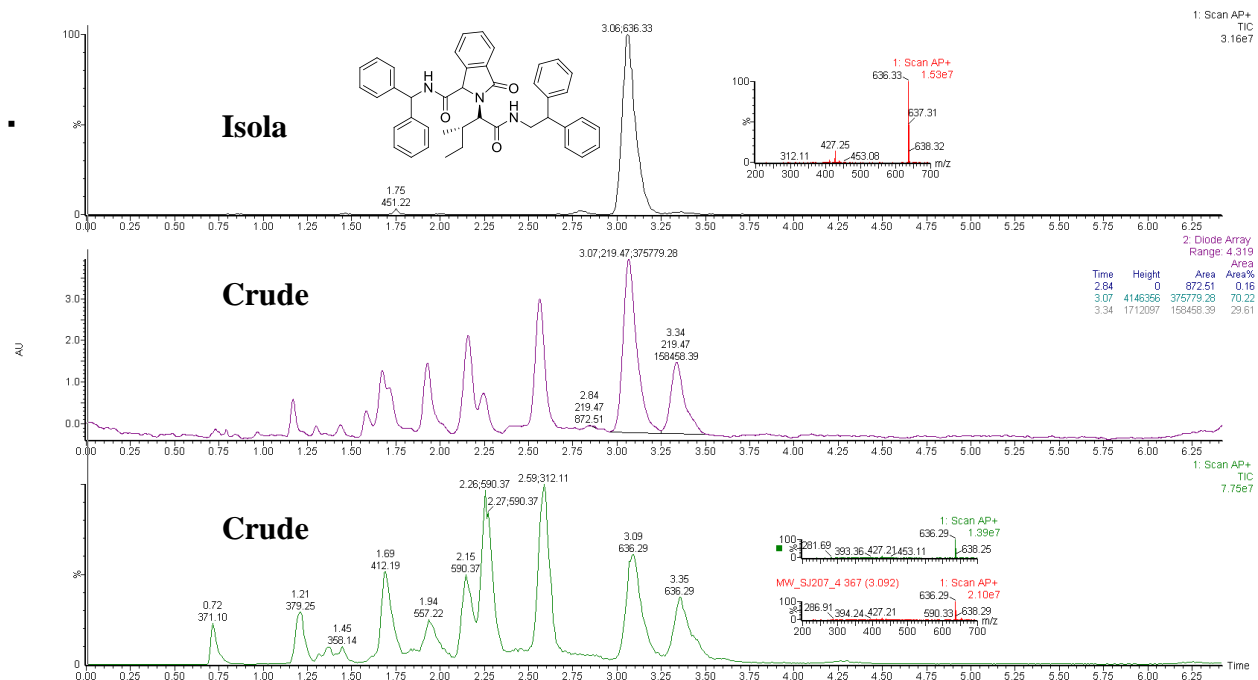 1: Scan AP+
TIC
3.16e7
100
%
0
3.06;636.33
1.75
451.22
Isola
NH
O
O
N
O
H
N
1: Scan AP+
1.53e7
100
%
0
636.33
637.31
638.32
427.25
453.08
312.11
m/z
200 300 400 500 600 700
0.00 0.25 0.50 0.75 1.00 1.25 1.50 1.75 2.00 2.25 2.50 2.75 3.00 3.25 3.50 3.75 4.00 4.25 4.50 4.75 5.00 5.25 5.50 5.75 6.00 6.25
2: Diode Array
Range: 4.319
Area
Time Height Area Area%
2.84 0 872.51 0.16
3.07 4146356 375779.28 70.22
3.34 1712097 158458.39 29.61
3.07;219.47;375779.28
Crude
AU
3.0
2.0
1.0
0.0
2.84
219.47
872.51
3.34
219.47
158458.39
0.00 0.25 0.50 0.75 1.00 1.25 1.50 1.75 2.00 2.25 2.50 2.75 3.00 3.25 3.50 3.75 4.00 4.25 4.50 4.75 5.00 5.25 5.50 5.75 6.00 6.25
1: Scan AP+
TIC
7.75e7
Crude
%
0
0.72
371.10
1.21
379.25
1.45
358.14
1.69
412.19
1.94
557.22
2.15
590.37
2.26;590.37
2.27;590.37
2.59;312.11
3.09
636.29
3.35
636.29
1: Scan AP+
1.39e7
100
%
0
636.29
281.69
393.36
427.21
453.11
638.25
MW_SJ207_4 367 (3.092)
1: Scan AP+
2.10e7
100
%
0
636.29
286.91
394.24
427.21
590.33
638.29
m/z
200 300 400 500 600 700
Time
0.00 0.25 0.50 0.75 1.00 1.25 1.50 1.75 2.00 2.25 2.50 2.75 3.00 3.25 3.50 3.75 4.00 4.25 4.50 4.75 5.00 5.25 5.50 5.75 6.00 6.25